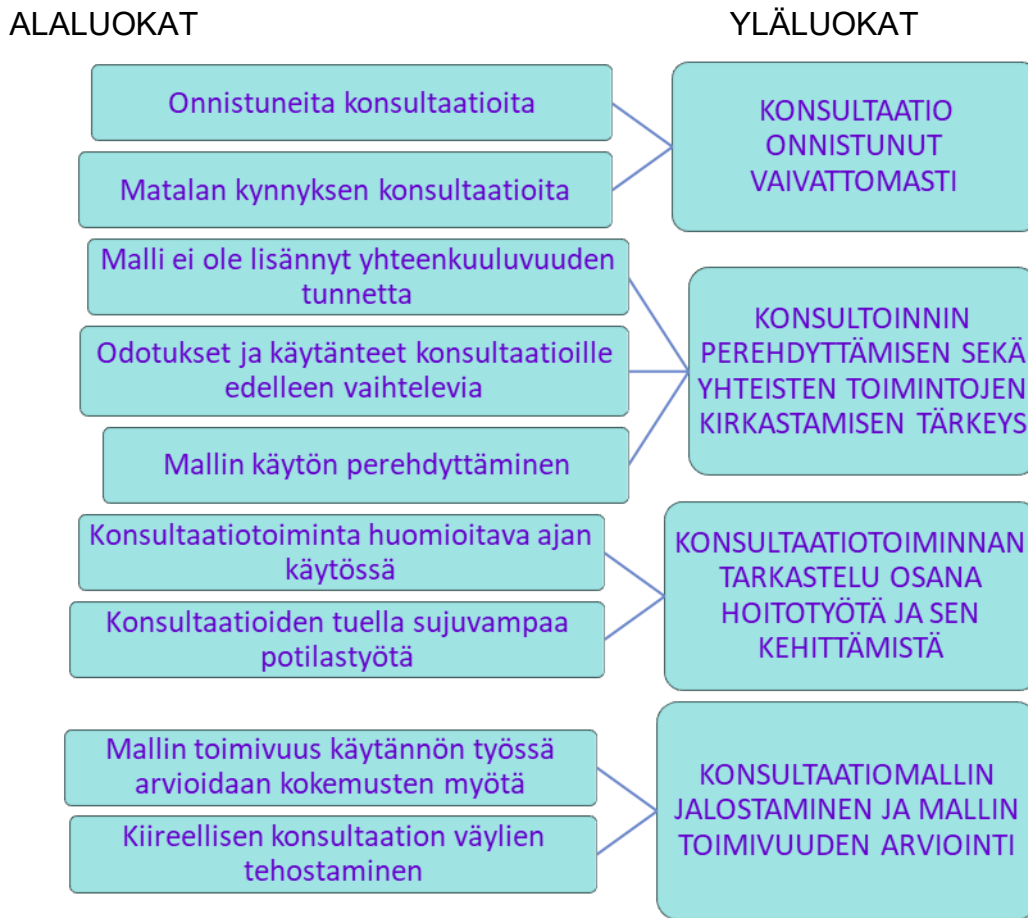 ALALUOKAT
YLÄLUOKAT
Onnistuneita konsultaatioita
Matalan kynnyksen konsultaatioita
KONSULTAATIO
ONNISTUNUT
VAIVATTOMASTI
Malli ei ole lisännyt yhteenkuuluvuuden
tunnetta
Odotukset ja käytänteet konsultaatioille
edelleen vaihtelevia
Mallin käytön perehdyttäminen
KONSULTOINNIN
PEREHDYTTÄMISEN SEKÄ
YHTEISTEN TOIMINTOJEN
KIRKASTAMISEN TÄRKEYS
Konsultaatiotoiminta huomioitava ajan
käytössä
Konsultaatioiden tuella sujuvampaa
potilastyötä
KONSULTAATIOTOIMINNAN
TARKASTELU OSANA
HOITOTYÖTÄ JA SEN
KEHITTÄMISTÄ
Mallin toimivuus käytännön työssä
arvioidaan kokemusten myötä
Kiireellisen konsultaation väylien
tehostaminen
KONSULTAATIOMALLIN
JALOSTAMINEN JA MALLIN
TOIMIVUUDEN ARVIOINTI